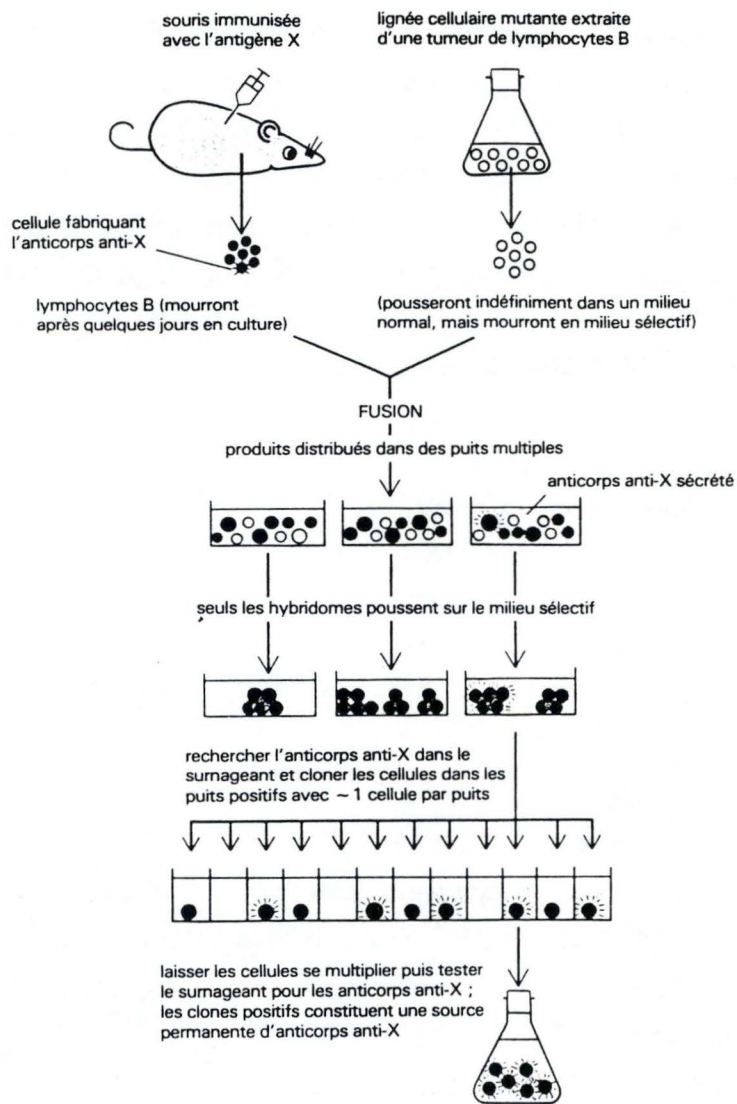 souris immunisée
avec l'antigène X
lignée cellulaire mutante extraite
d'une tumeur de lymphocytes B
cellule fabriquant
l'anticorps anti-X
lymphocytes B (mourront
après quelques jours en culture)
(pousseront indéfiniment dans un milieu
normal, mais mourront en milieu sélectif)
FUSION
produits distribués dans des puits multiples
anticorps anti-X sécrété
seuls les hybridomes poussent sur le milieu sélectif
rechercher l'anticorps anti-X dans le
surnageant et cloner les cellules dans les
puits positifs avec ~ 1 cellule par puits
laisser les cellules se multiplier puis tester
le surnageant pour les anticorps anti-X ;
les clones positifs constituent une source
permanente d'anticorps anti-X